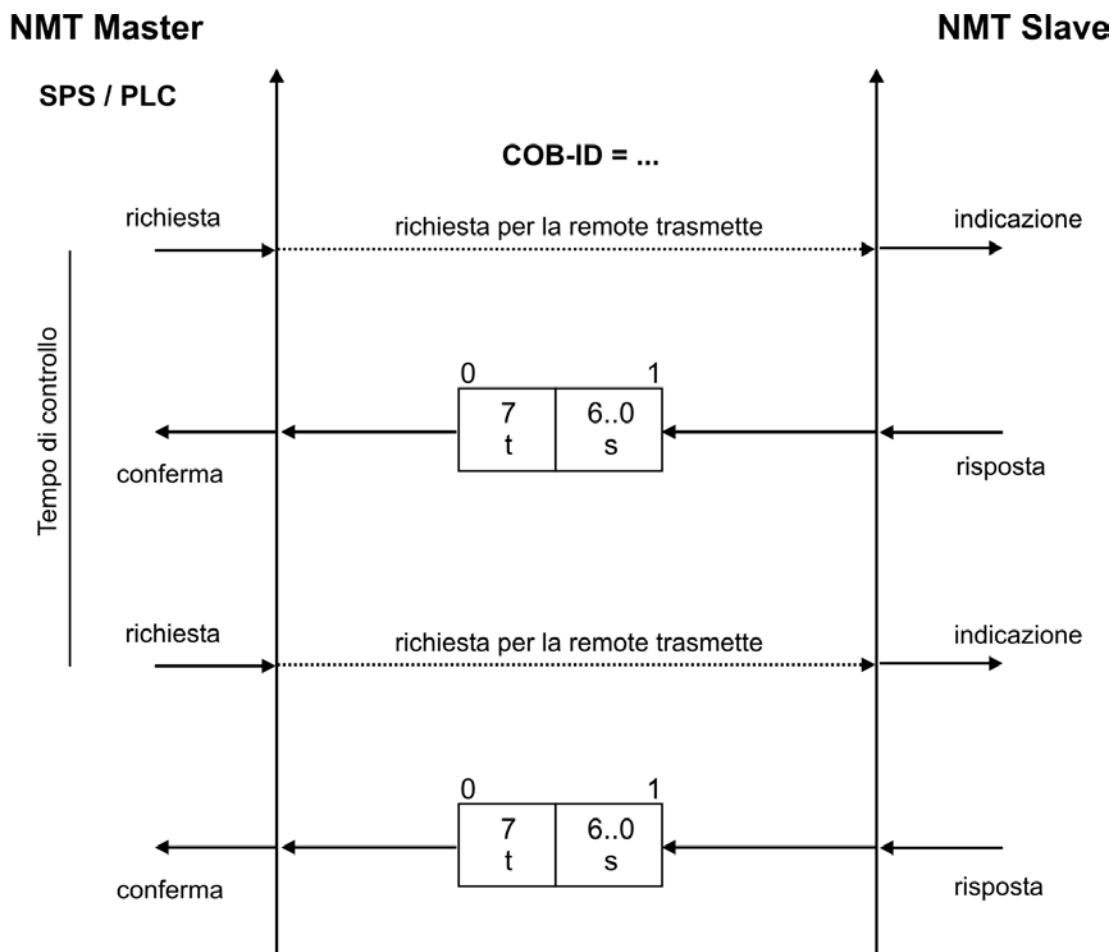 NMT Master
NMT Slave
SPS / PLC
COB-ID = ...
richiesta
richiesta per la remote trasmette
indicazione
Tempo di controllo
0 1
7 6..0
t s
conferma
risposta
richiesta
richiesta per la remote trasmette
indicazione
0 1
7 6..0
t s
conferma
risposta